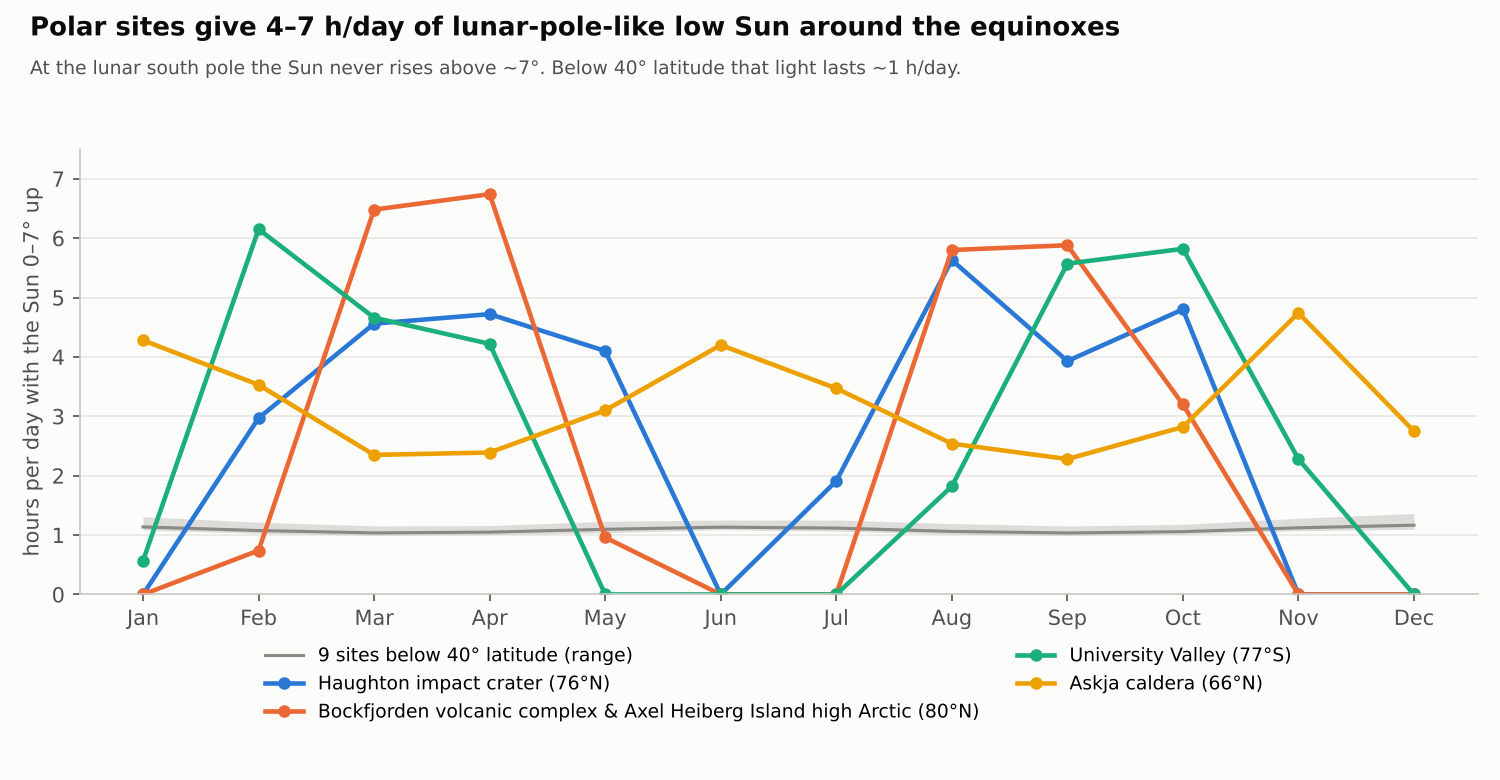 Polar sites give 4–7 h/day of lunar-pole-like low Sun around the equinoxes
At the lunar south pole the Sun never rises above ~7°. Below 40° latitude that light lasts ~1 h/day.
hours per day with the Sun 0–7° up
7
6
5
4
3
2
1
0
Jan Feb Mar Apr May Jun Jul Aug Sep Oct Nov Dec
9 sites below 40° latitude (range)
Haughton impact crater (76°N)
Bockfjorden volcanic complex & Axel Heiberg Island high Arctic (80°N)
University Valley (77°S)
Askja caldera (66°N)